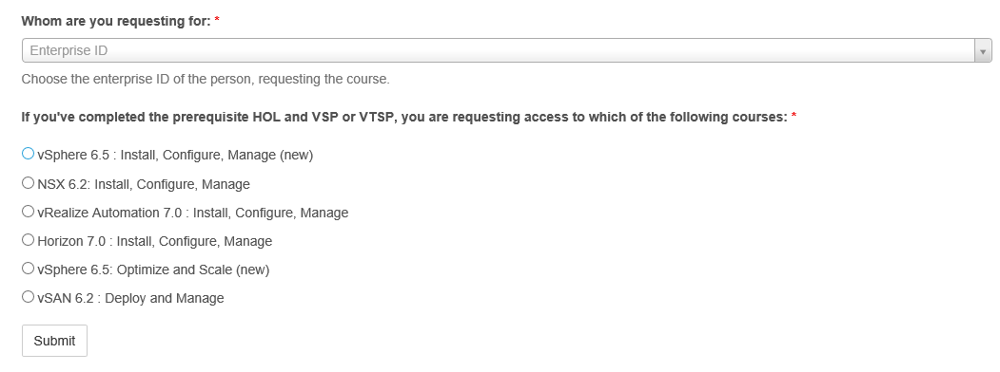 Whom are you requesting for: *
Enterprise ID
Choose the enterprise ID of the person, requesting the course.
If you've completed the prerequisite HOL and VSP or VTSP, you are requesting access to which of the following courses: *
vSphere 6.5 : Install, Configure, Manage (new)
NSX 6.2: Install, Configure, Manage
vRealize Automation 7.0 : Install, Configure, Manage
Horizon 7.0 : Install, Configure, Manage
vSphere 6.5: Optimize and Scale (new)
vSAN 6.2 : Deploy and Manage
Submit